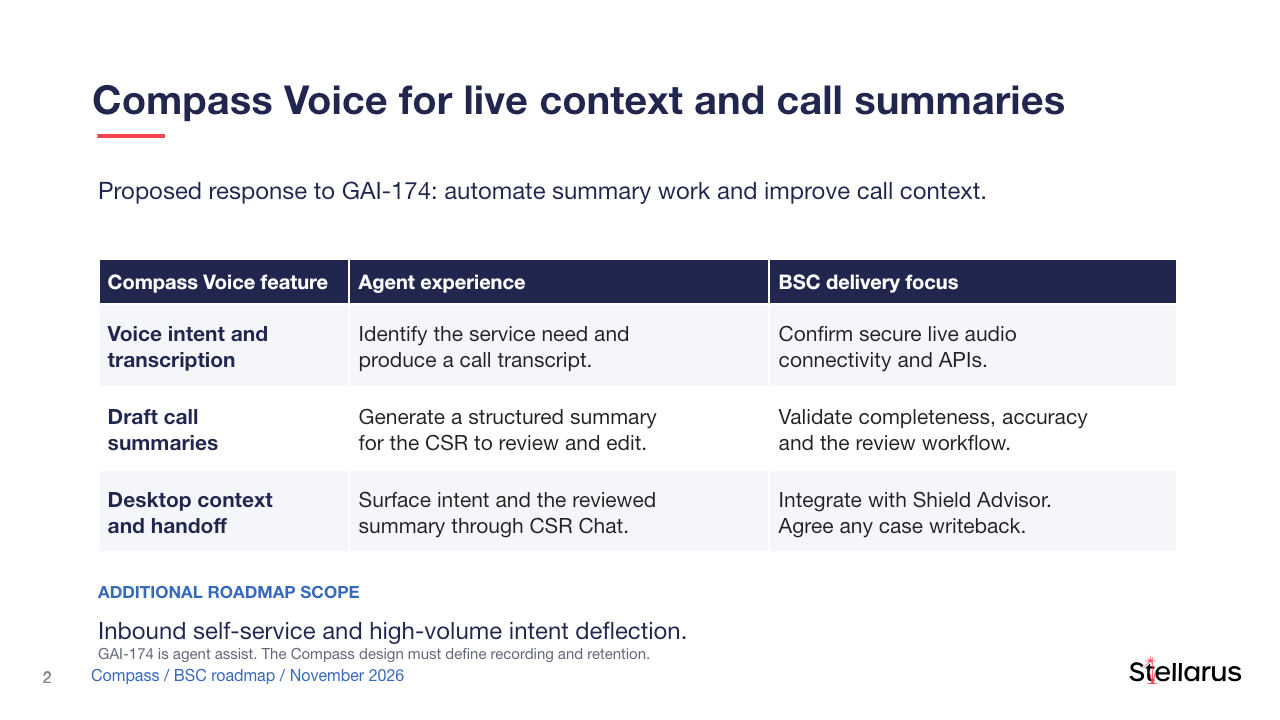 Compass Voice for live context and call summaries
Proposed response to GAI-174: automate summary work and improve call context.
Compass Voice feature
Agent experience
BSC delivery focus
Voice intent and
transcription
Identify the service need and
produce a call transcript.
Confirm secure live audio
connectivity and APIs.
Draft call
summaries
Generate a structured summary
for the CSR to review and edit.
Validate completeness, accuracy
and the review workflow.
Desktop context
and handoff
Surface intent and the reviewed
summary through CSR Chat.
Integrate with Shield Advisor.
Agree any case writeback.
ADDITIONAL ROADMAP SCOPE
Inbound self-service and high-volume intent deflection.
GAI-174 is agent assist. The Compass design must define recording and retention.
2
Compass / BSC roadmap / November 2026
Stellarus